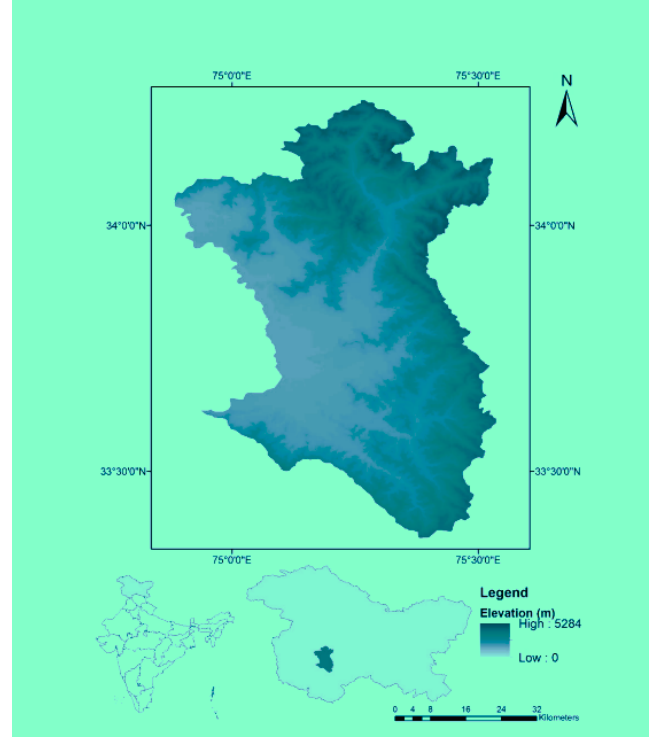 75°0'0"E 75°30'0"E
N
34°0'0"N 34°0'0"N
33°30'0"N 33°30'0"N
75°0'0"E 75°30'0"E
Legend
Elevation (m)
High : 5284
Low : 0
0 4 8 16 24 32
Kilometers